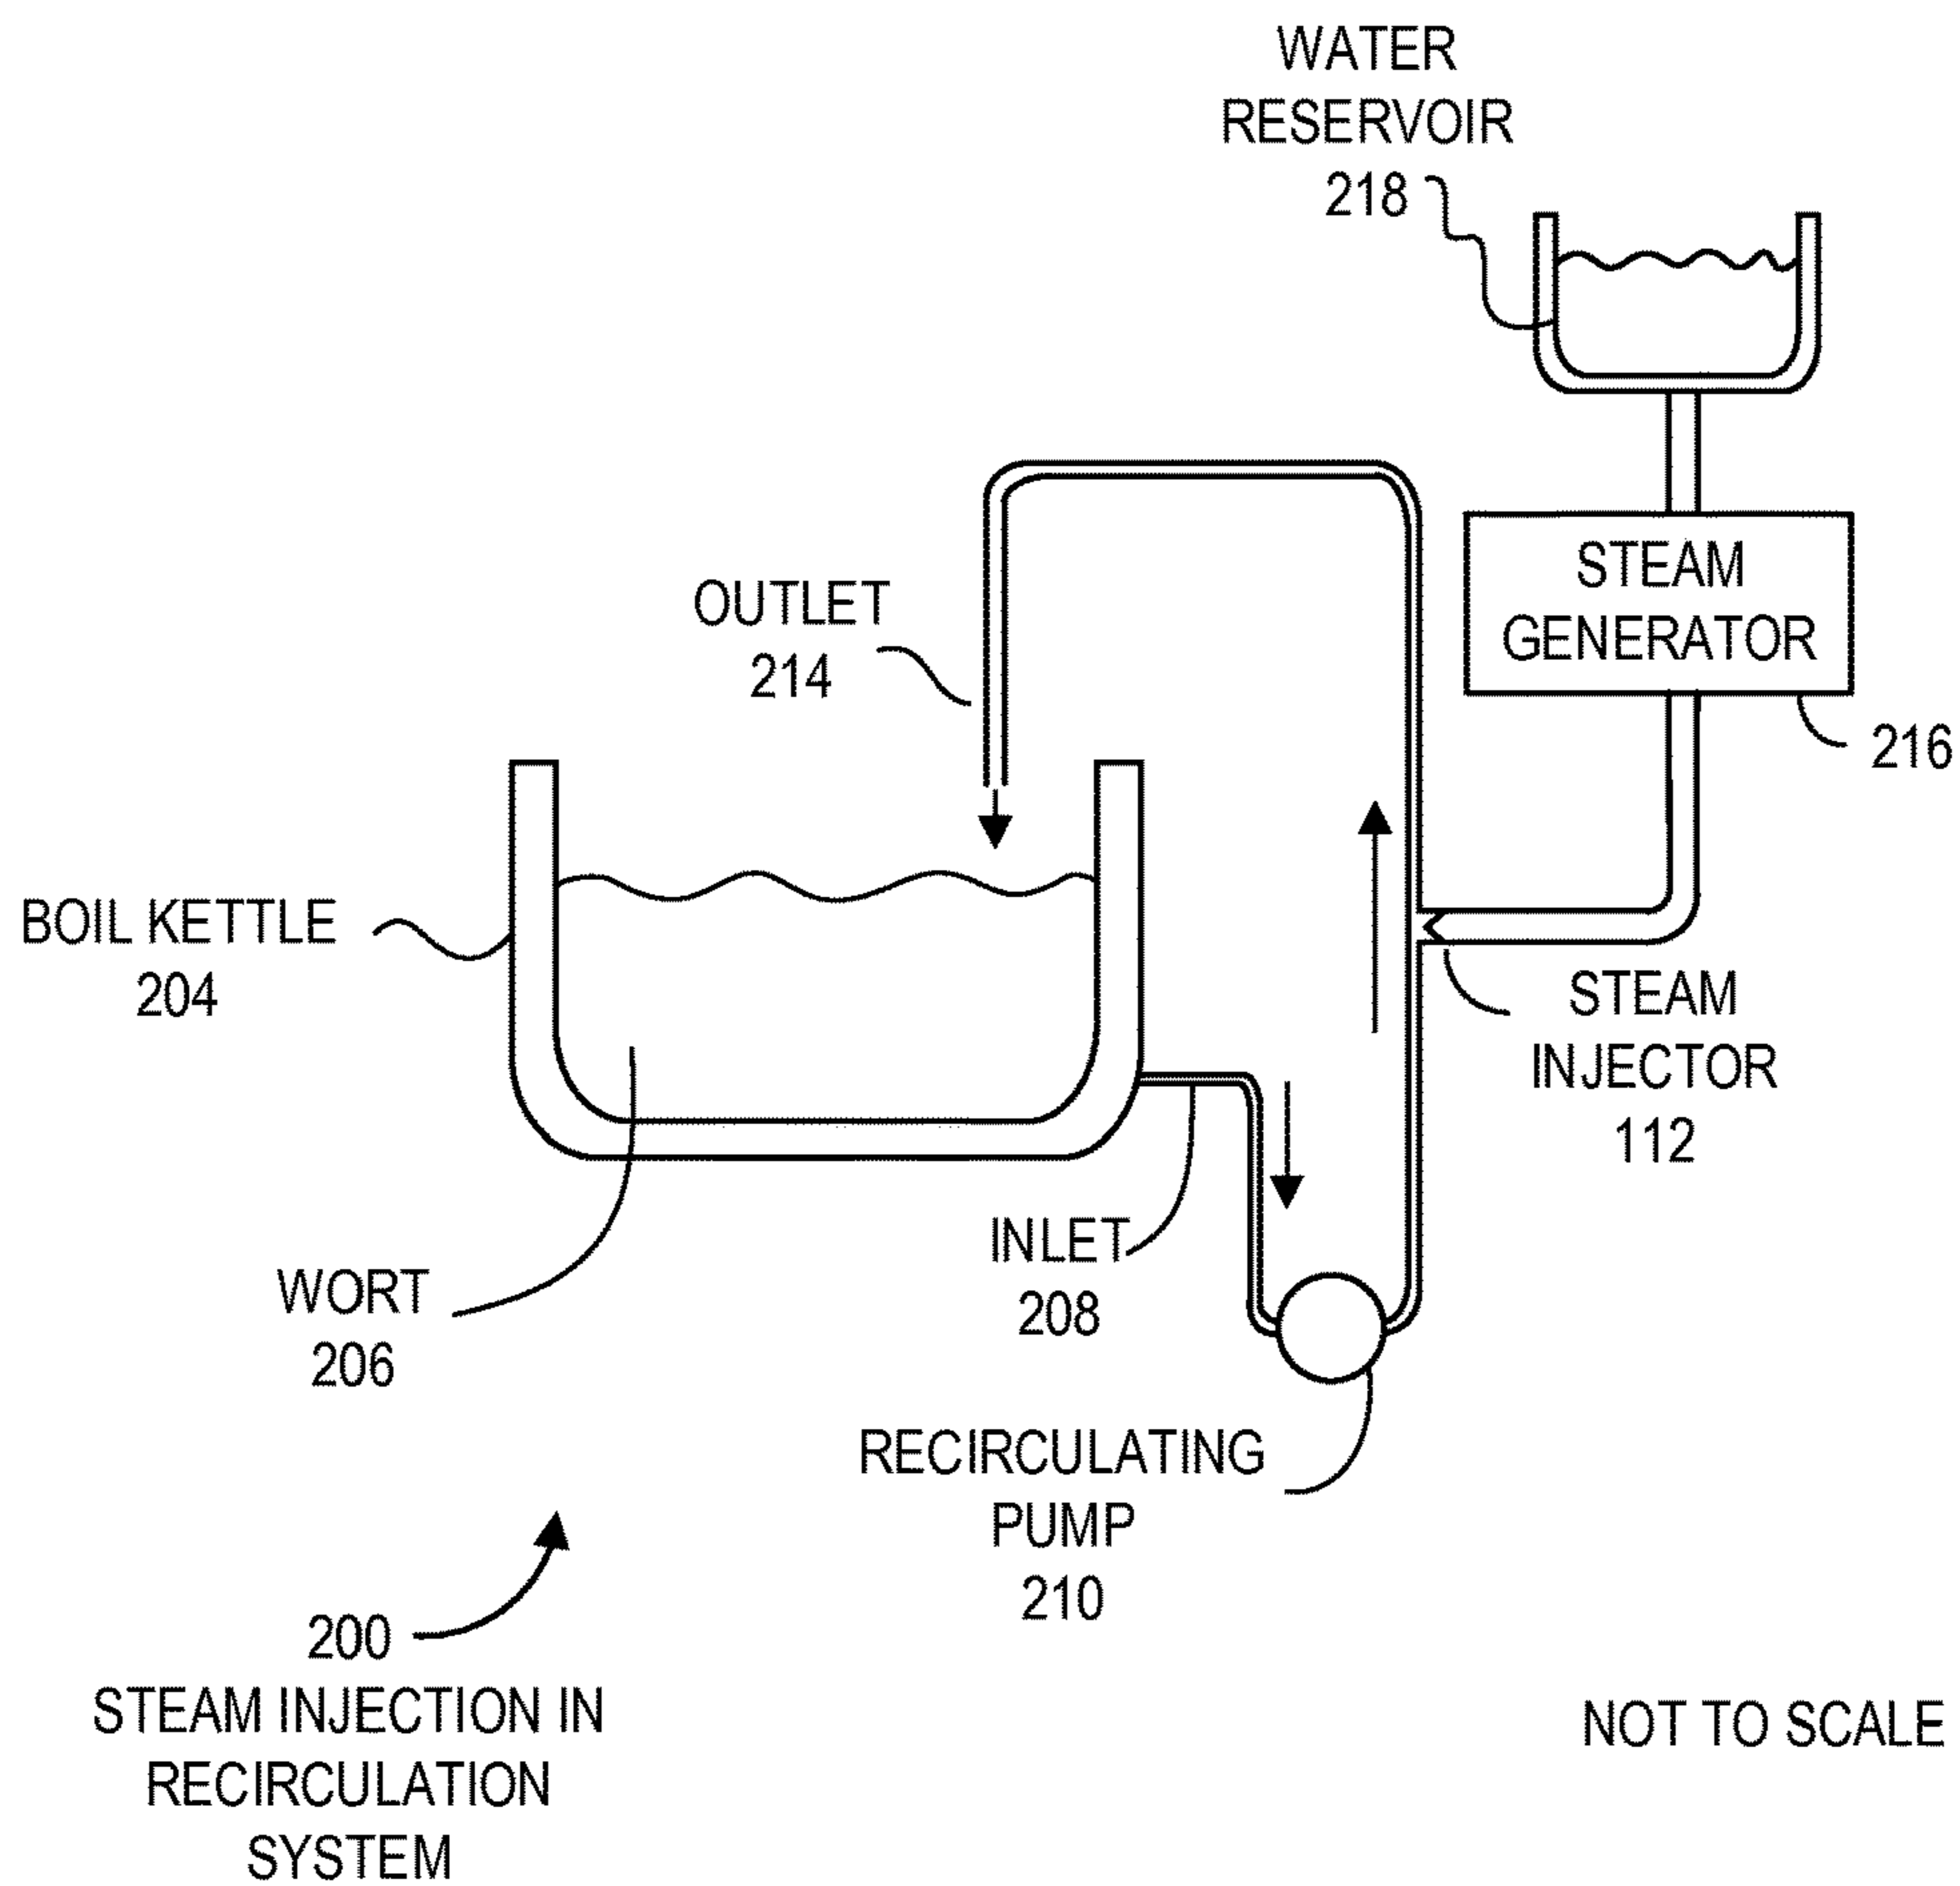 WATER
RESERVOIR
218
STEAM
GENERATOR
216
OUTLET
214
BOIL KETTLE
204
STEAM
INJECTOR
112
INLET
208
WORT
206
RECIRCULATING
PUMP
210
200
STEAM INJECTION IN
RECIRCULATION
SYSTEM
NOT TO SCALE